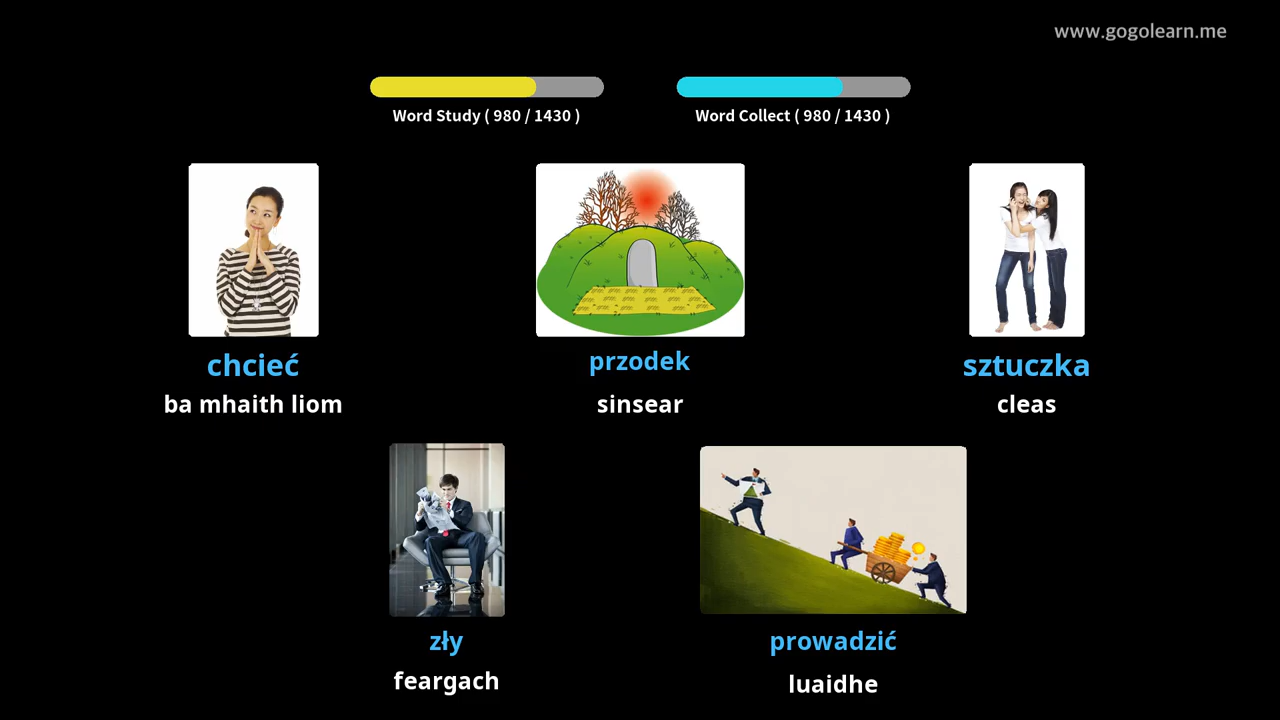 www.gogolearn.me
Word Study ( 980 / 1430 )
Word Collect ( 980 / 1430 )
chcieć
ba mhaith liom
przodek
sinsear
sztuczka
cleas
zły
feargach
prowadzić
luaidhe